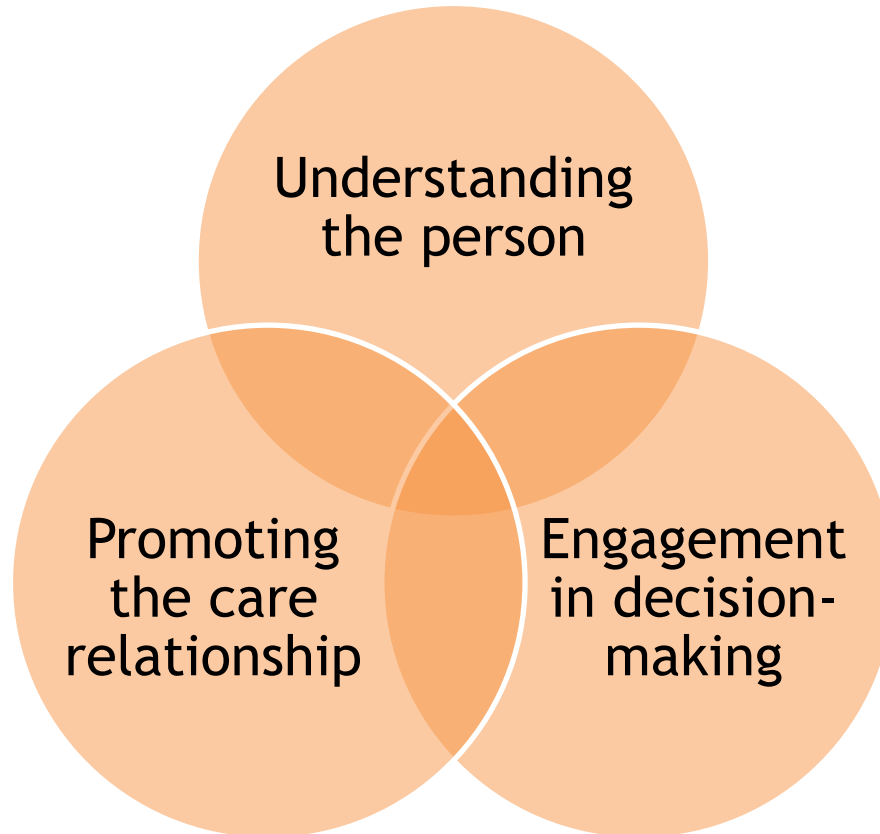 Understanding
the person
Promoting
the care
relationship
Engagement
in decision-
making